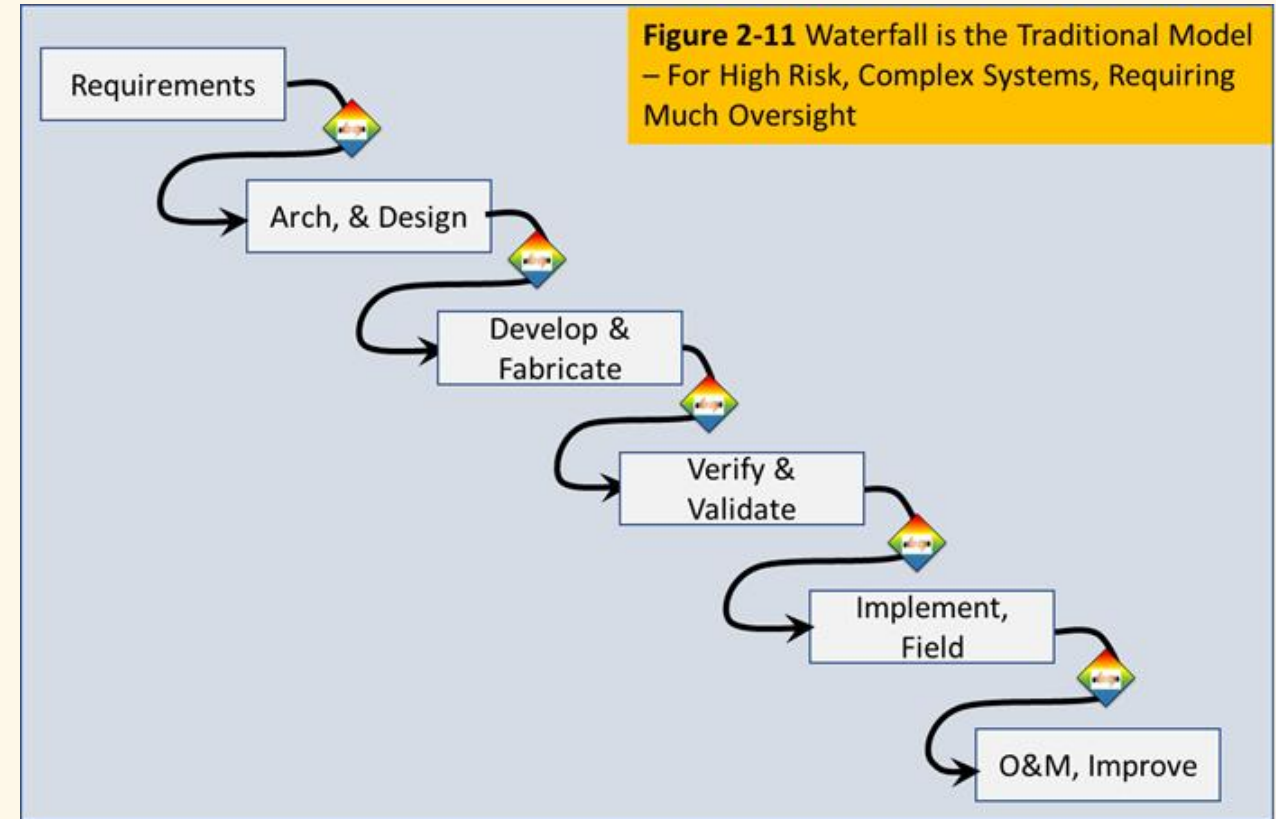 Figure 2-11 Waterfall is the Traditional Model
– For High Risk, Complex Systems, Requiring
Much Oversight
Requirements
Arch, & Design
Develop &
Fabricate
Verify &
Validate
Implement,
Field
O&M, Improve